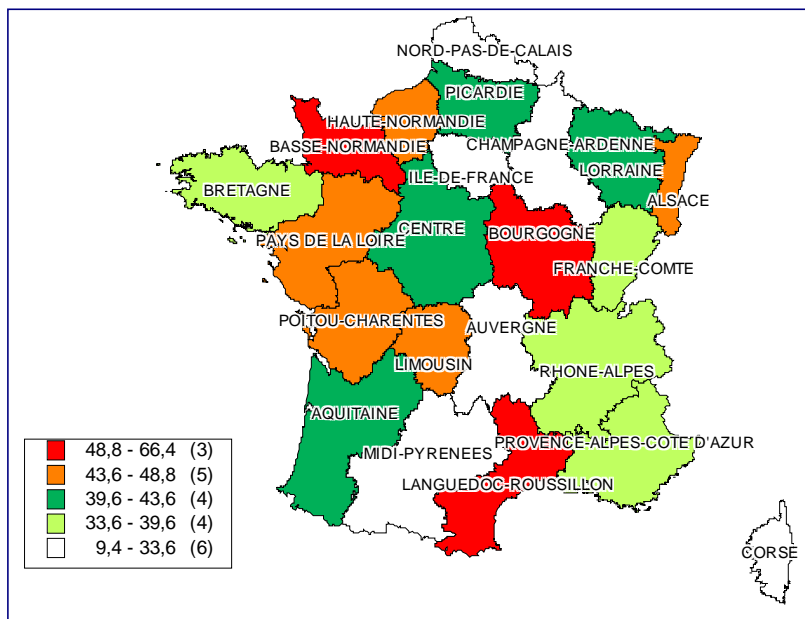 NORD-PAS-DE-CALAIS
PICARDIE
HAUTE-NORMANDIE
BASSE-NORMANDIE
CHAMPAGNE-ARDENNE
LORRAINE
ILE-DE-FRANCE
ALSACE
BRETAGNE
PAYS DE LA LOIRE
CENTRE
BOURGOGNE
FRANCHE-COMTE
POITOU-CHARENTES
AUVERGNE
LIMOUSIN
RHONE-ALPES
AQUITAINE
MIDI-PYRENEES
PROVENCE-ALPES-COTE D'AZUR
LANGUEDOC-ROUSSILLON
CORSE
48,8 - 66,4 (3)
43,6 - 48,8 (5)
39,6 - 43,6 (4)
33,6 - 39,6 (4)
9,4 - 33,6 (6)